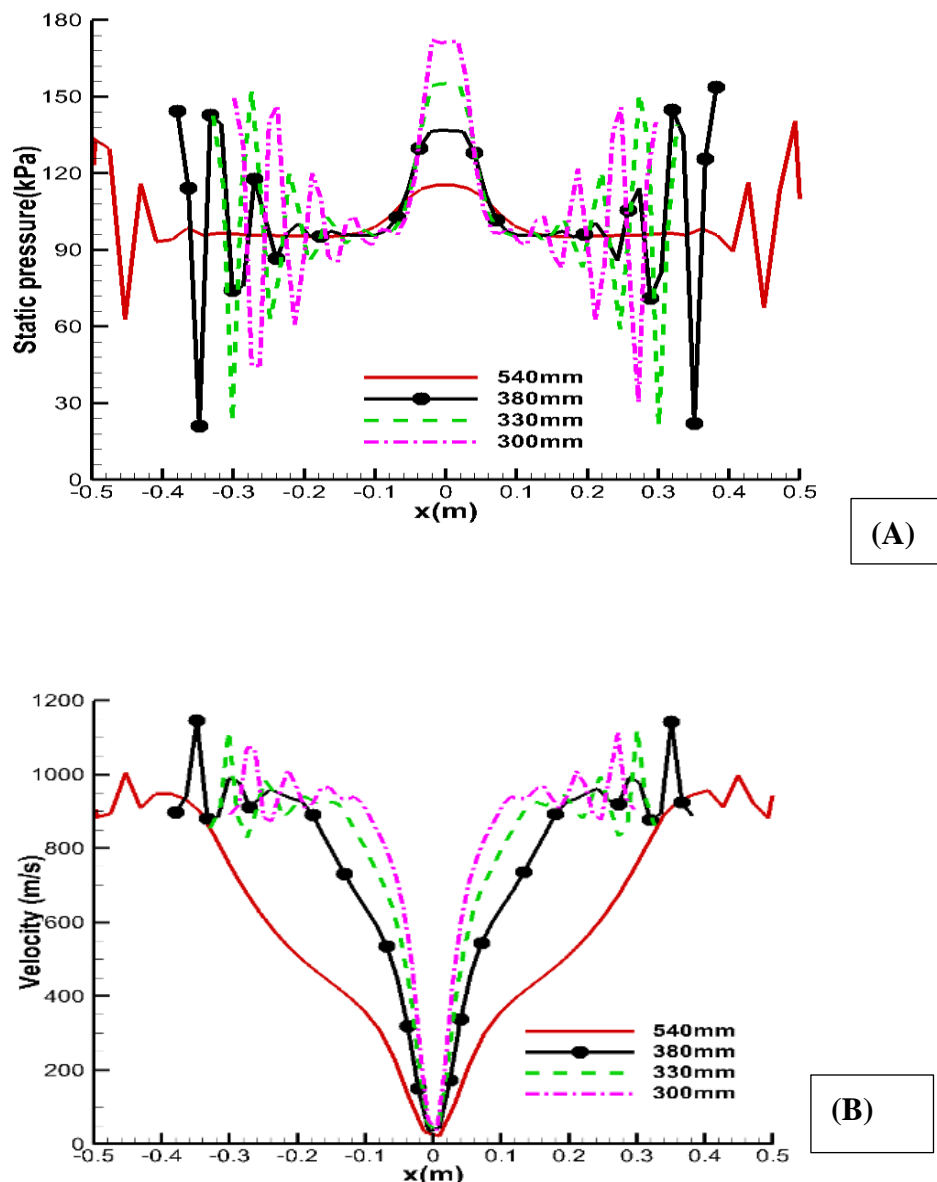 180
150
120
90
60
30
0
Static pressure(kPa)
540mm
380mm
330mm
300mm
-0.5 -0.4 -0.3 -0.2 -0.1 0 0.1 0.2 0.3 0.4 0.5
x(m)
(A)
1200
1000
800
600
400
200
0
Velocity (m/s)
540mm
380mm
330mm
300mm
-0.5 -0.4 -0.3 -0.2 -0.1 0 0.1 0.2 0.3 0.4 0.5
x(m)
(B)